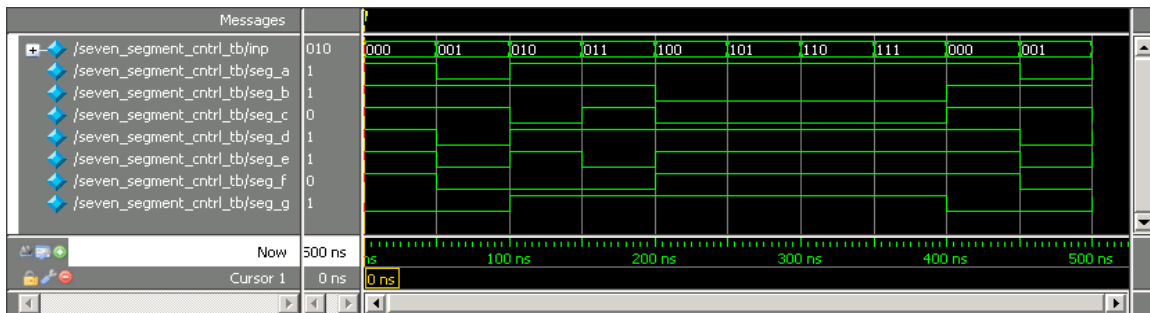 Messages
/seven_segment_cntrl_tb/inp 010 000 001 010 011 100 101 110 111 000 001
/seven_segment_cntrl_tb/seg_a 1
/seven_segment_cntrl_tb/seg_b 1
/seven_segment_cntrl_tb/seg_c 0
/seven_segment_cntrl_tb/seg_d 1
/seven_segment_cntrl_tb/seg_e 1
/seven_segment_cntrl_tb/seg_f 0
/seven_segment_cntrl_tb/seg_g 1
Now 500 ns ns 100 ns 200 ns 300 ns 400 ns 500 ns
Cursor 1 0 ns 0 ns